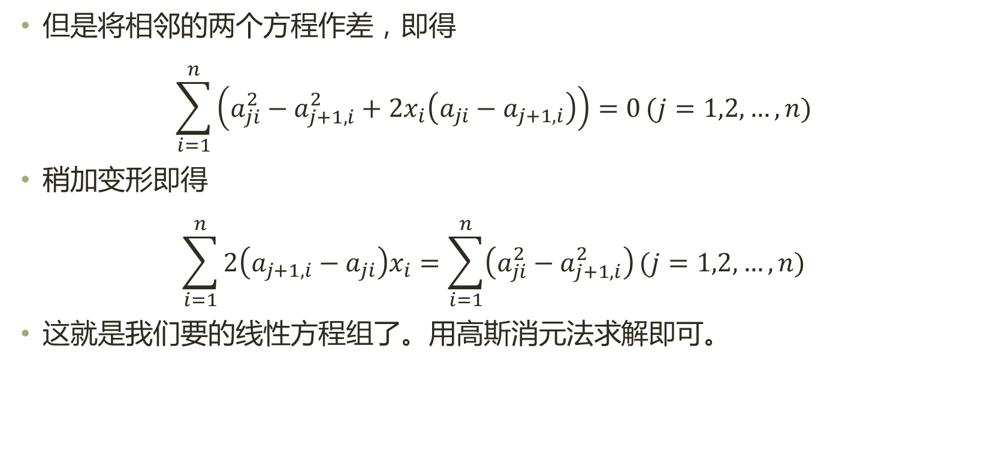 • 但是将相邻的两个方程作差，即得
$$\sum_{i=1}^{n}\left(a_{ji}^{2}-a_{j+1,i}^{2}+2x_i\left(a_{ji}-a_{j+1,i}\right)\right)=0\,(j=1,2,\ldots,n)$$
• 稍加变形即得
$$\sum_{i=1}^{n}2\left(a_{j+1,i}-a_{ji}\right)x_i=\sum_{i=1}^{n}\left(a_{ji}^{2}-a_{j+1,i}^{2}\right)(j=1,2,\ldots,n)$$
• 这就是我们要的线性方程组了。用高斯消元法求解即可。